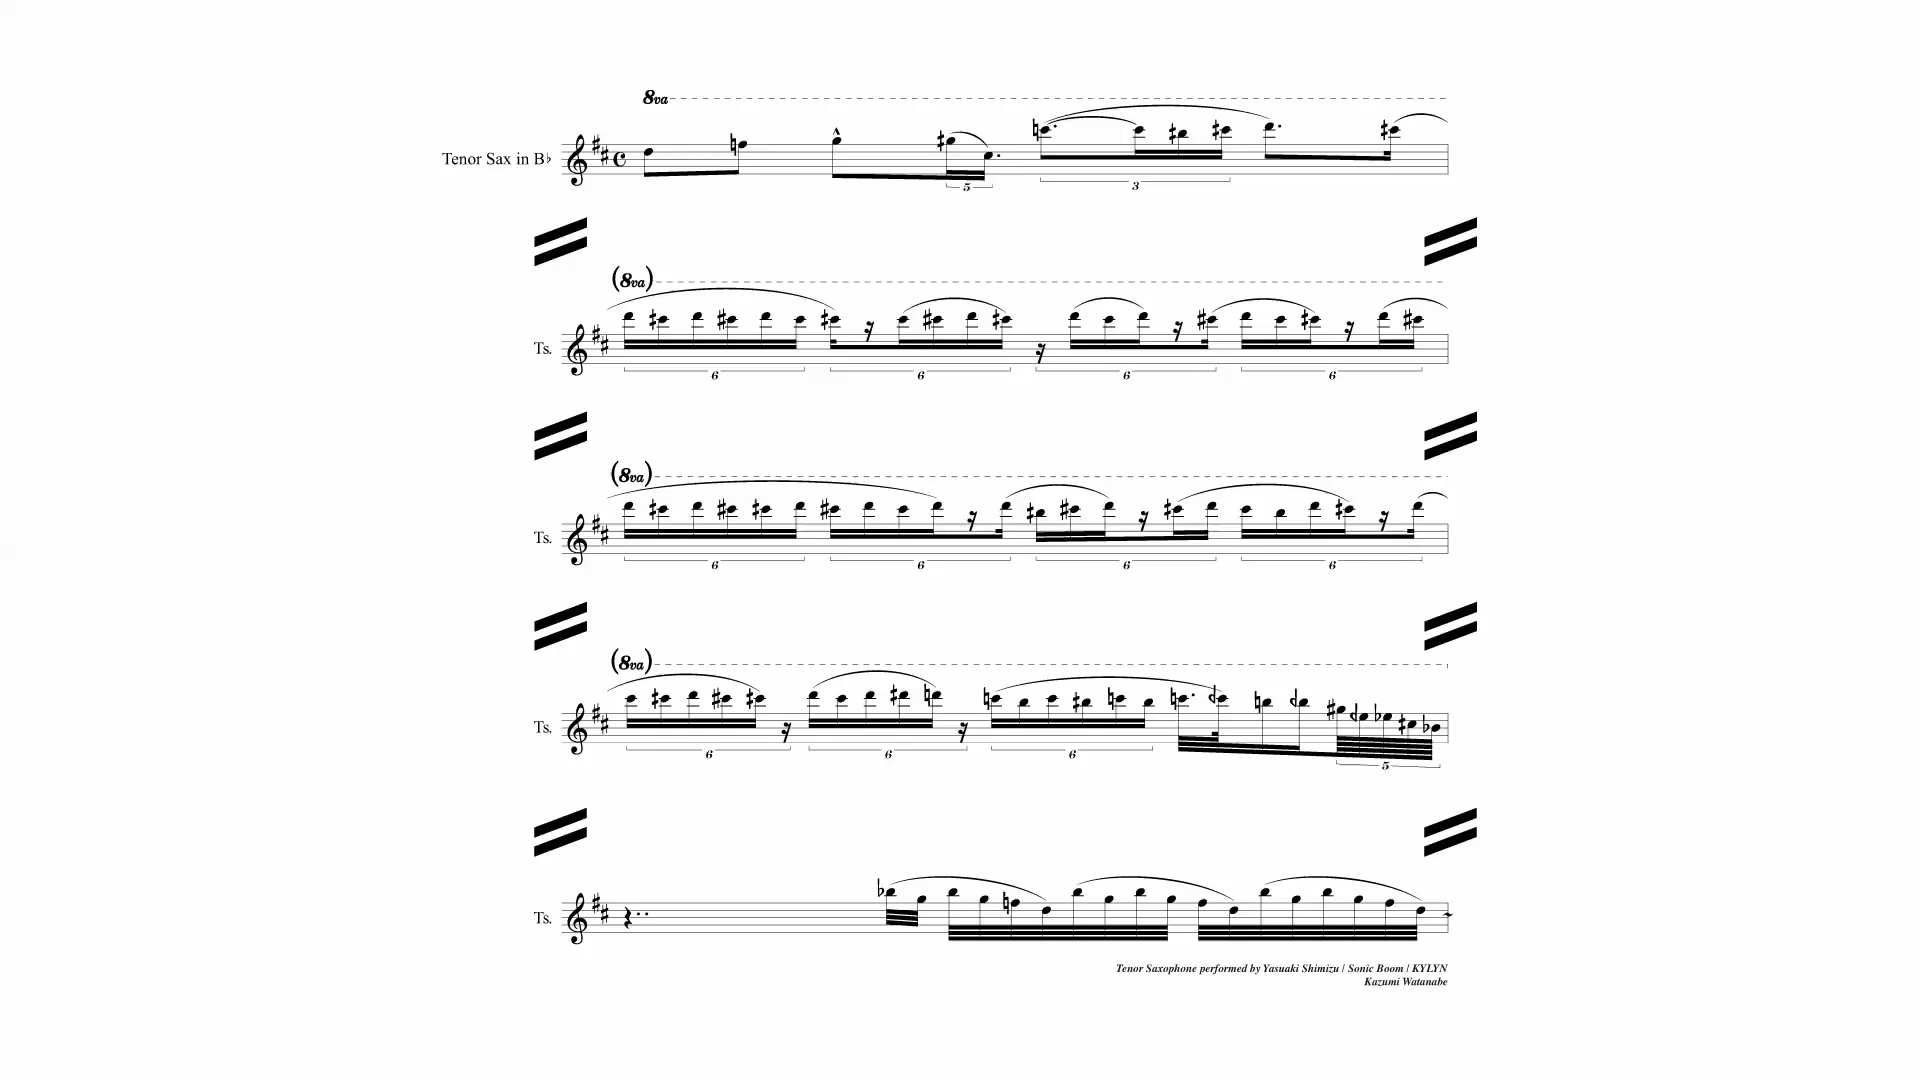 8va
Tenor Sax in B♭
5
3
(8va)
Ts.
6 6 6 6
(8va)
Ts.
6 6 6 6
(8va)
Ts.
6 6 6
5
Ts.
Tenor Saxophone performed by Yasuaki Shimizu / Sonic Boom / KYLYN
Kazumi Watanabe